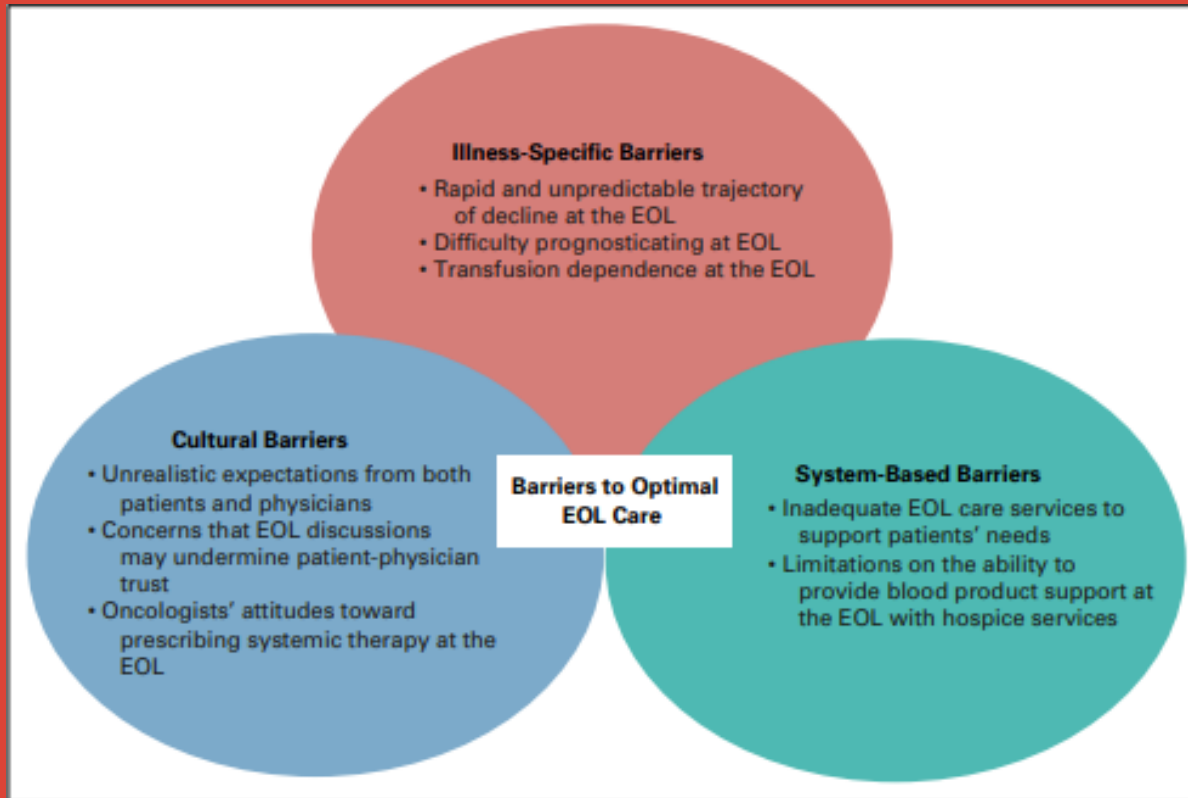 Illness-Specific Barriers
• Rapid and unpredictable trajectory
of decline at the EOL
• Difficulty prognosticating at EOL
• Transfusion dependence at the EOL
Cultural Barriers
• Unrealistic expectations from both
patients and physicians
• Concerns that EOL discussions
may undermine patient-physician
trust
• Oncologists’ attitudes toward
prescribing systemic therapy at the
EOL
Barriers to Optimal
EOL Care
System-Based Barriers
• Inadequate EOL care services to
support patients’ needs
• Limitations on the ability to
provide blood product support at
the EOL with hospice services